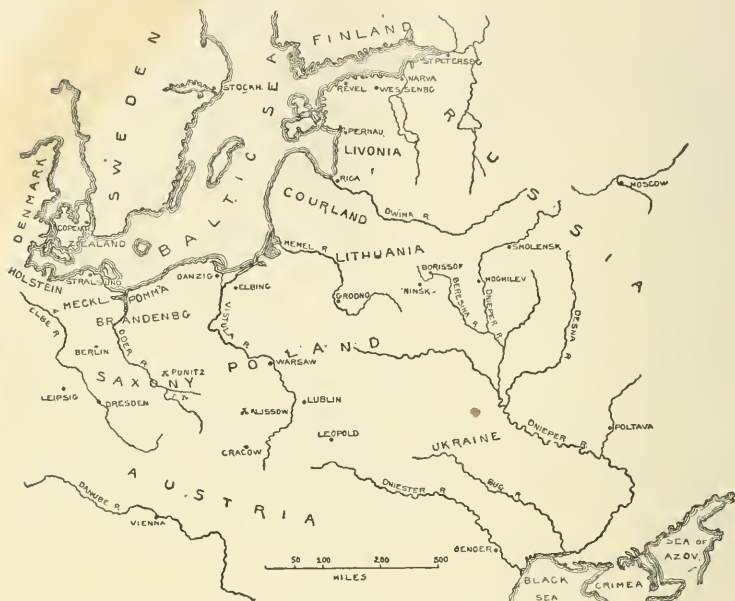 FINLAND
ST PETERSBG
SWEDEN
STOCKH.
BALTIC SEA
NARVA
REVEL
WESSENBG
PERNAU.
LIVONIA
RIGA
RUSSIA
MOSCOW
DENMARK
COPENH
ZEALAND
COURLAND
DWINA R
HOLSTEIN
STRALSUND
MEMEL R
LITHUANIA
SMOLENSK
MECKL
POMMA
DANZIG
ELBING
GRODNO
BORISSOF
MINSK
MOGHILEV
BERESINA R
DNIEPER R
DESNA R
ELBE R
BRANDENBG
ODER R
VISTULA R
BERLIN
POLAND
PUNITZ
WARSAW
SAXONY
LEIPSIG
DRESDEN
KLISSOW
LUBLIN
CRACOW
LEOPOLD
UKRAINE
DNIEPER R
POLTAVA
AUSTRIA
DANUBE R
VIENNA
DNIESTER R
BUG R
BENDER
SEA OF
AZOV
BLACK
SEA
CRIMEA
50 100 200 300
MILES